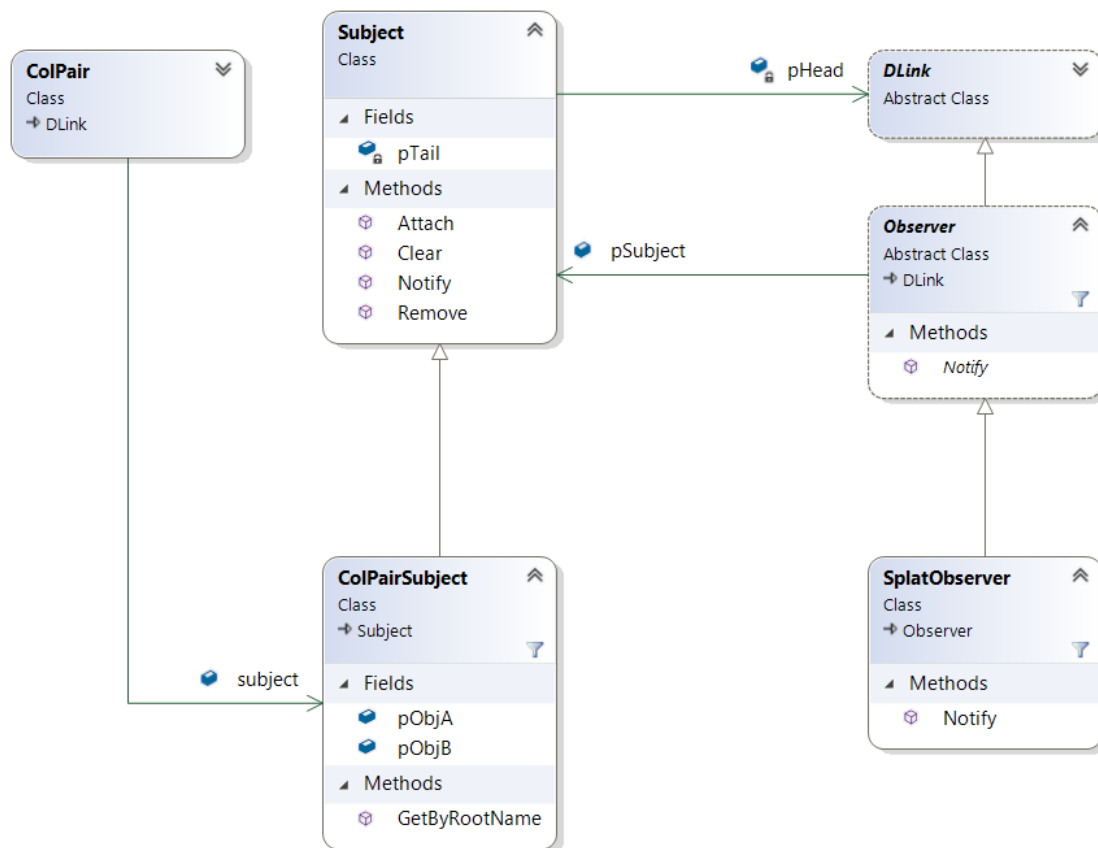 ColPair
Class
DLink
Subject
Class
Fields
pTail
Methods
Attach
Clear
Notify
Remove
pHead
DLink
Abstract Class
pSubject
Observer
Abstract Class
DLink
Methods
Notify
subject
ColPairSubject
Class
Subject
Fields
pObjA
pObjB
Methods
GetByRootName
SplatObserver
Class
Observer
Methods
Notify